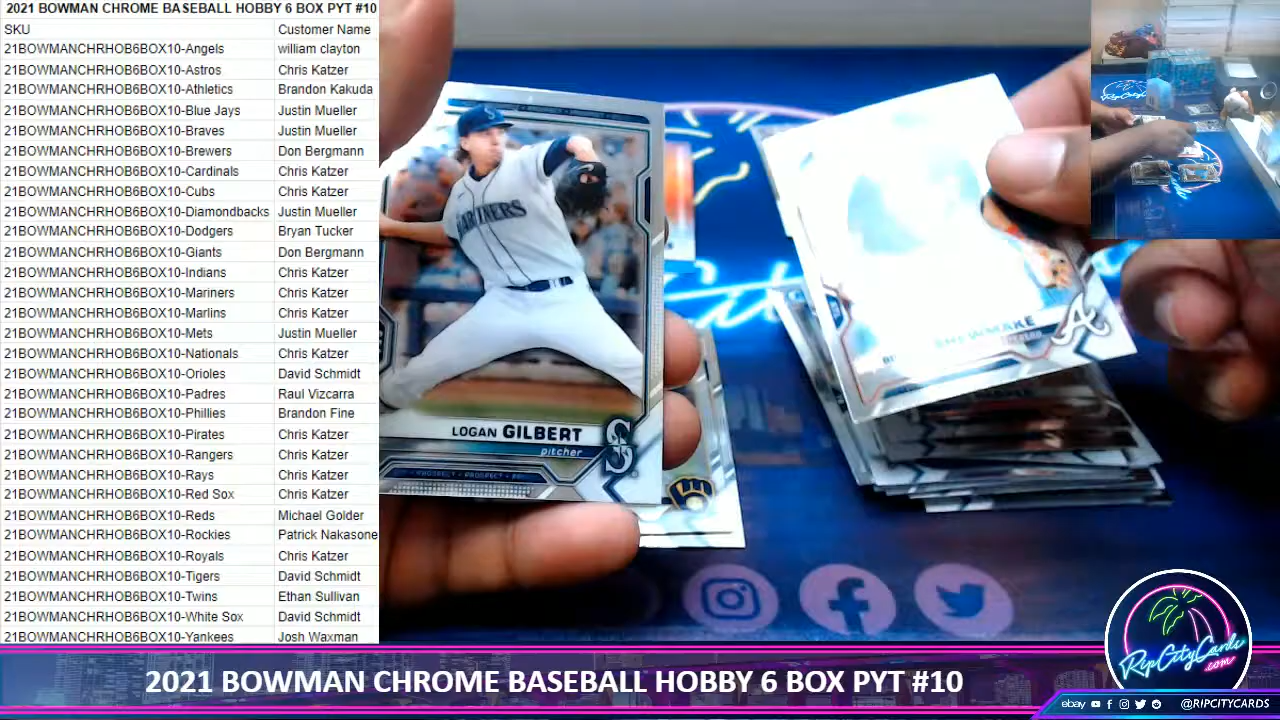 2021 BOWMAN CHROME BASEBALL HOBBY 6 BOX PYT #10
SKU Customer Name
21BOWMANCHRHOB6BOX10-Angels william clayton
21BOWMANCHRHOB6BOX10-Astros Chris Katzer
21BOWMANCHRHOB6BOX10-Athletics Brandon Kakuda
21BOWMANCHRHOB6BOX10-Blue Jays Justin Mueller
21BOWMANCHRHOB6BOX10-Braves Justin Mueller
21BOWMANCHRHOB6BOX10-Brewers Don Bergmann
21BOWMANCHRHOB6BOX10-Cardinals Chris Katzer
21BOWMANCHRHOB6BOX10-Cubs Chris Katzer
21BOWMANCHRHOB6BOX10-Diamondbacks Justin Mueller
21BOWMANCHRHOB6BOX10-Dodgers Bryan Tucker
21BOWMANCHRHOB6BOX10-Giants Don Bergmann
21BOWMANCHRHOB6BOX10-Indians Chris Katzer
21BOWMANCHRHOB6BOX10-Mariners Chris Katzer
21BOWMANCHRHOB6BOX10-Marlins Chris Katzer
21BOWMANCHRHOB6BOX10-Mets Justin Mueller
21BOWMANCHRHOB6BOX10-Nationals Chris Katzer
21BOWMANCHRHOB6BOX10-Orioles David Schmidt
21BOWMANCHRHOB6BOX10-Padres Raul Vizcarra
21BOWMANCHRHOB6BOX10-Phillies Brandon Fine
21BOWMANCHRHOB6BOX10-Pirates Chris Katzer
21BOWMANCHRHOB6BOX10-Rangers Chris Katzer
21BOWMANCHRHOB6BOX10-Rays Chris Katzer
21BOWMANCHRHOB6BOX10-Red Sox Chris Katzer
21BOWMANCHRHOB6BOX10-Reds Michael Golder
21BOWMANCHRHOB6BOX10-Rockies Patrick Nakasone
21BOWMANCHRHOB6BOX10-Royals Chris Katzer
21BOWMANCHRHOB6BOX10-Tigers David Schmidt
21BOWMANCHRHOB6BOX10-Twins Ethan Sullivan
21BOWMANCHRHOB6BOX10-White Sox David Schmidt
21BOWMANCHRHOB6BOX10-Yankees Josh Waxman
MARINERS
LOGAN GILBERT
pitcher
PROSPECT
SHEWMAKE
A
2021 BOWMAN CHROME BASEBALL HOBBY 6 BOX PYT #10
RipCityCards
.com
ebay @RIPCITYCARDS